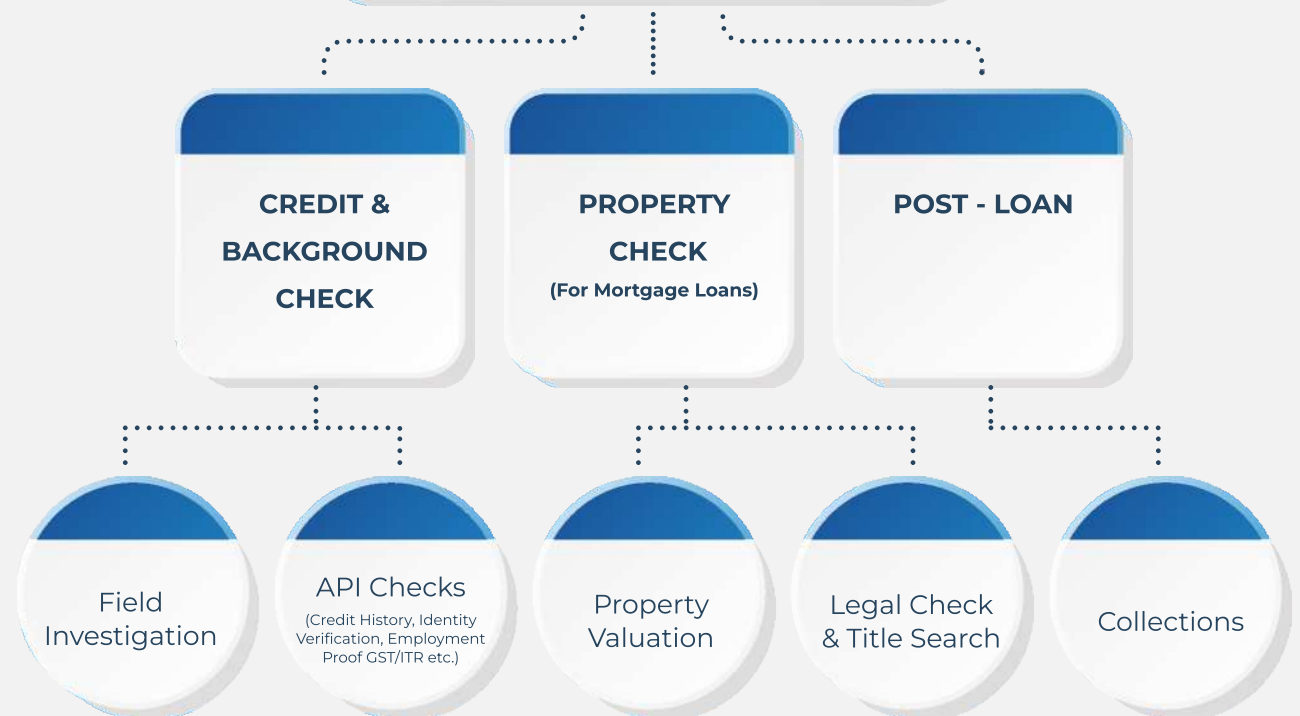 CREDIT &
BACKGROUND
CHECK
PROPERTY
CHECK
(For Mortgage Loans)
POST - LOAN
Field
Investigation
API Checks
(Credit History, Identity
Verification, Employment
Proof GST/ITR etc.)
Property
Valuation
Legal Check
& Title Search
Collections